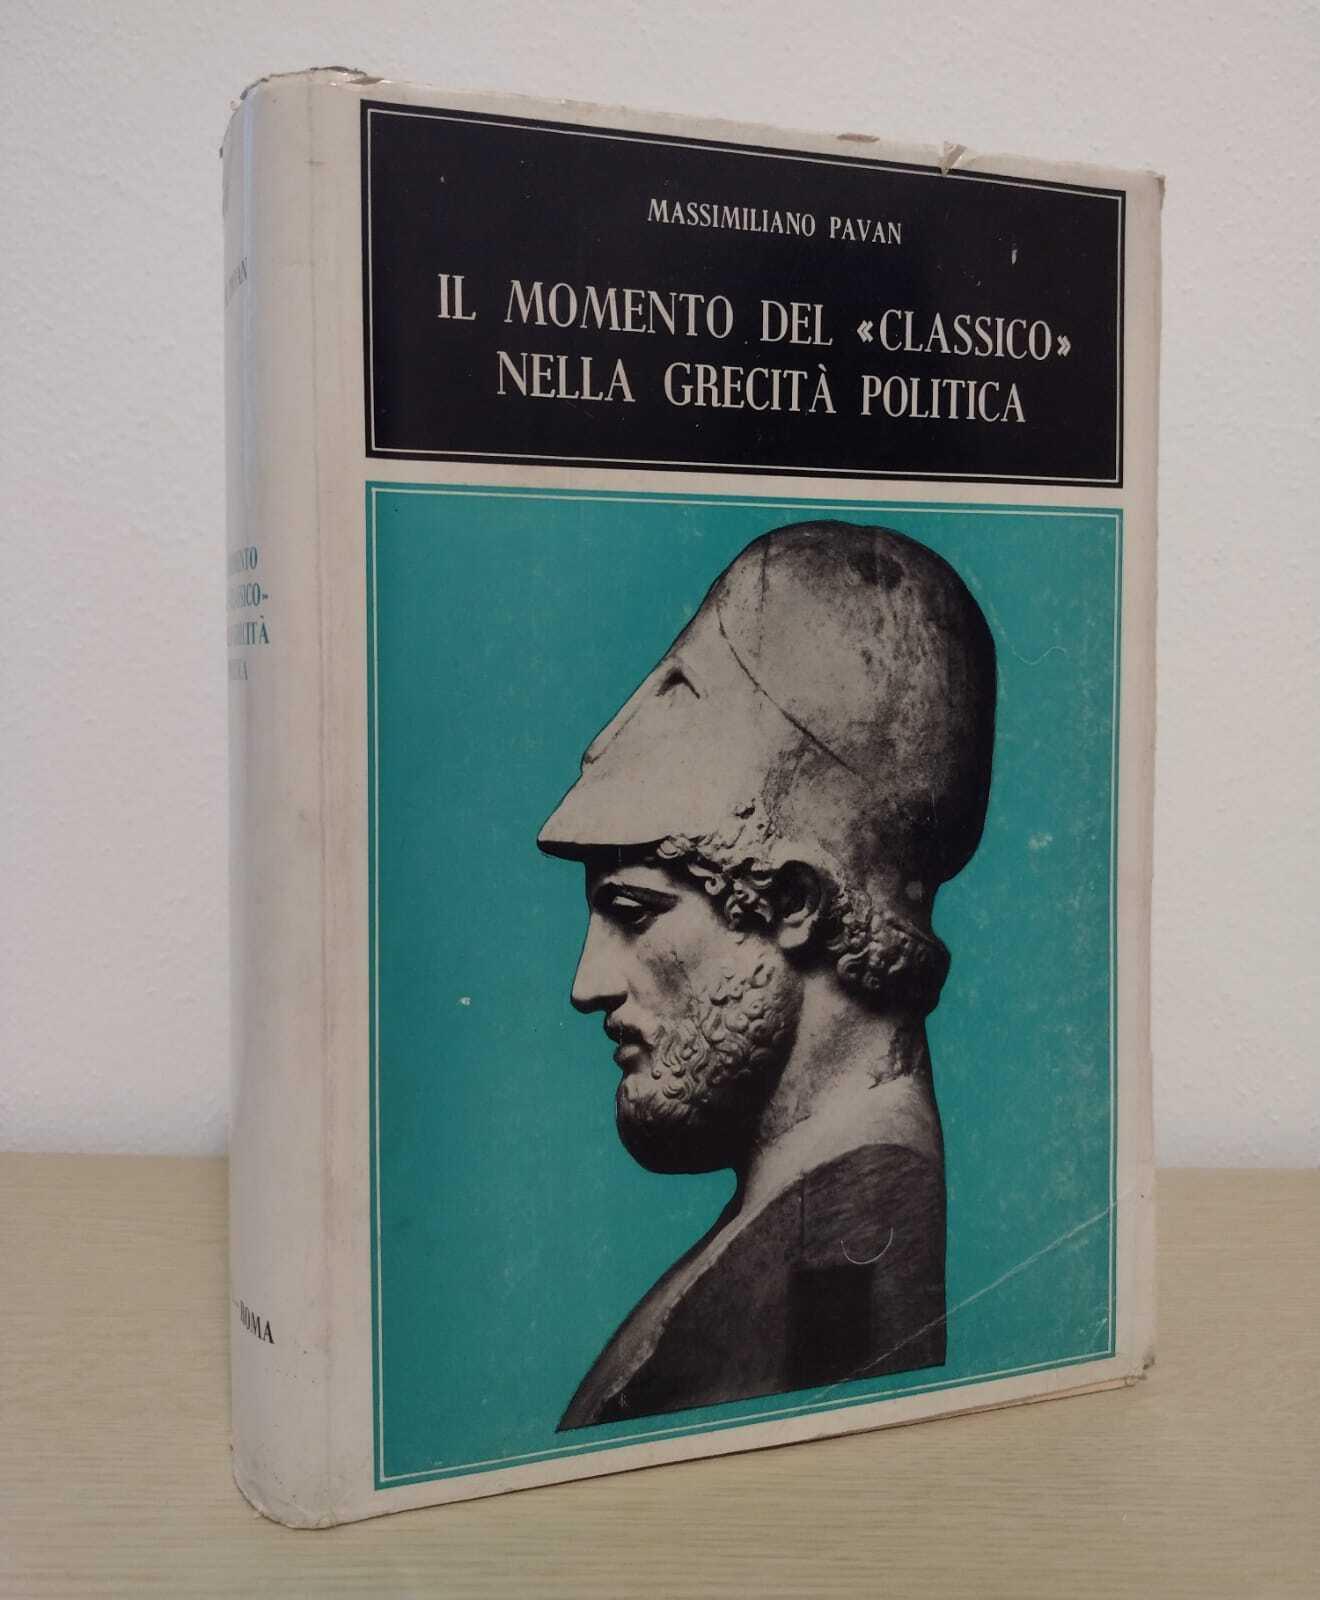 MASSIMILIANO PAVAN
IL MOMENTO DEL «CLASSICO»
NELLA GRECITÀ POLITICA
ROMA